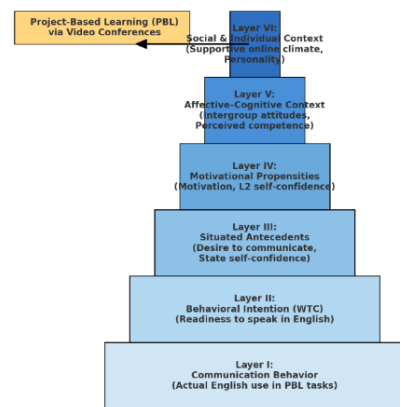 Project-Based Learning (PBL)
via Video Conferences
Layer VI:
Social & Individual Context
(Supportive online climate,
Personality)
Layer V:
Affective–Cognitive Context
(Intergroup attitudes,
Perceived competence)
Layer IV:
Motivational Propensities
(Motivation, L2 self-confidence)
Layer III:
Situated Antecedents
(Desire to communicate,
State self-confidence)
Layer II:
Behavioral Intention (WTC)
(Readiness to speak in English)
Layer I:
Communication Behavior
(Actual English use in PBL tasks)